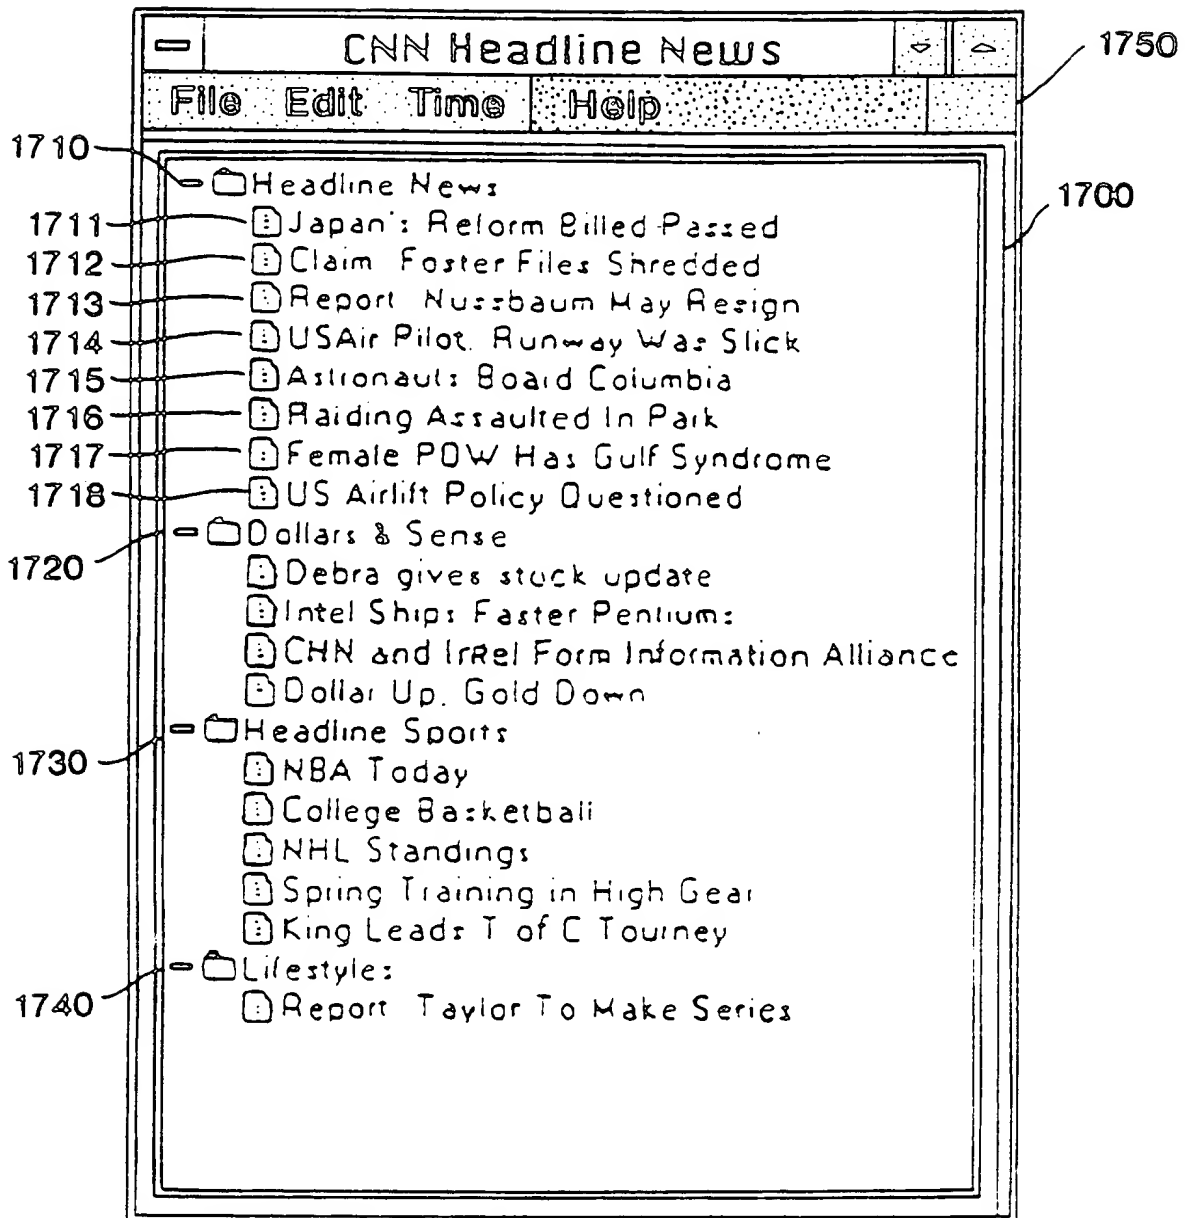 CNN Headline News
1750
File Edit Time Help
1710
Headline News
1700
1711 Japan's Reform Billed Passed
1712 Claim Foster Files Shredded
1713 Report Nussbaum May Resign
1714 USAir Pilot. Runway Was Slick
1715 Astronauts Board Columbia
1716 Raiding Assaulted In Park
1717 Female POW Has Gulf Syndrome
1718 US Airlift Policy Questioned
Dollars & Sense
1720
Debra gives stock update
Intel Ships Faster Pentiums
and Form Information Alliance
Dollar Up. Gold Down
Headline Sports
1730
NBA Today
College Basketball
NHL Standings
Spring Training in High Gear
King Leads T of C Tourney
Lifestyles
1740
Report Taylor To Make Series